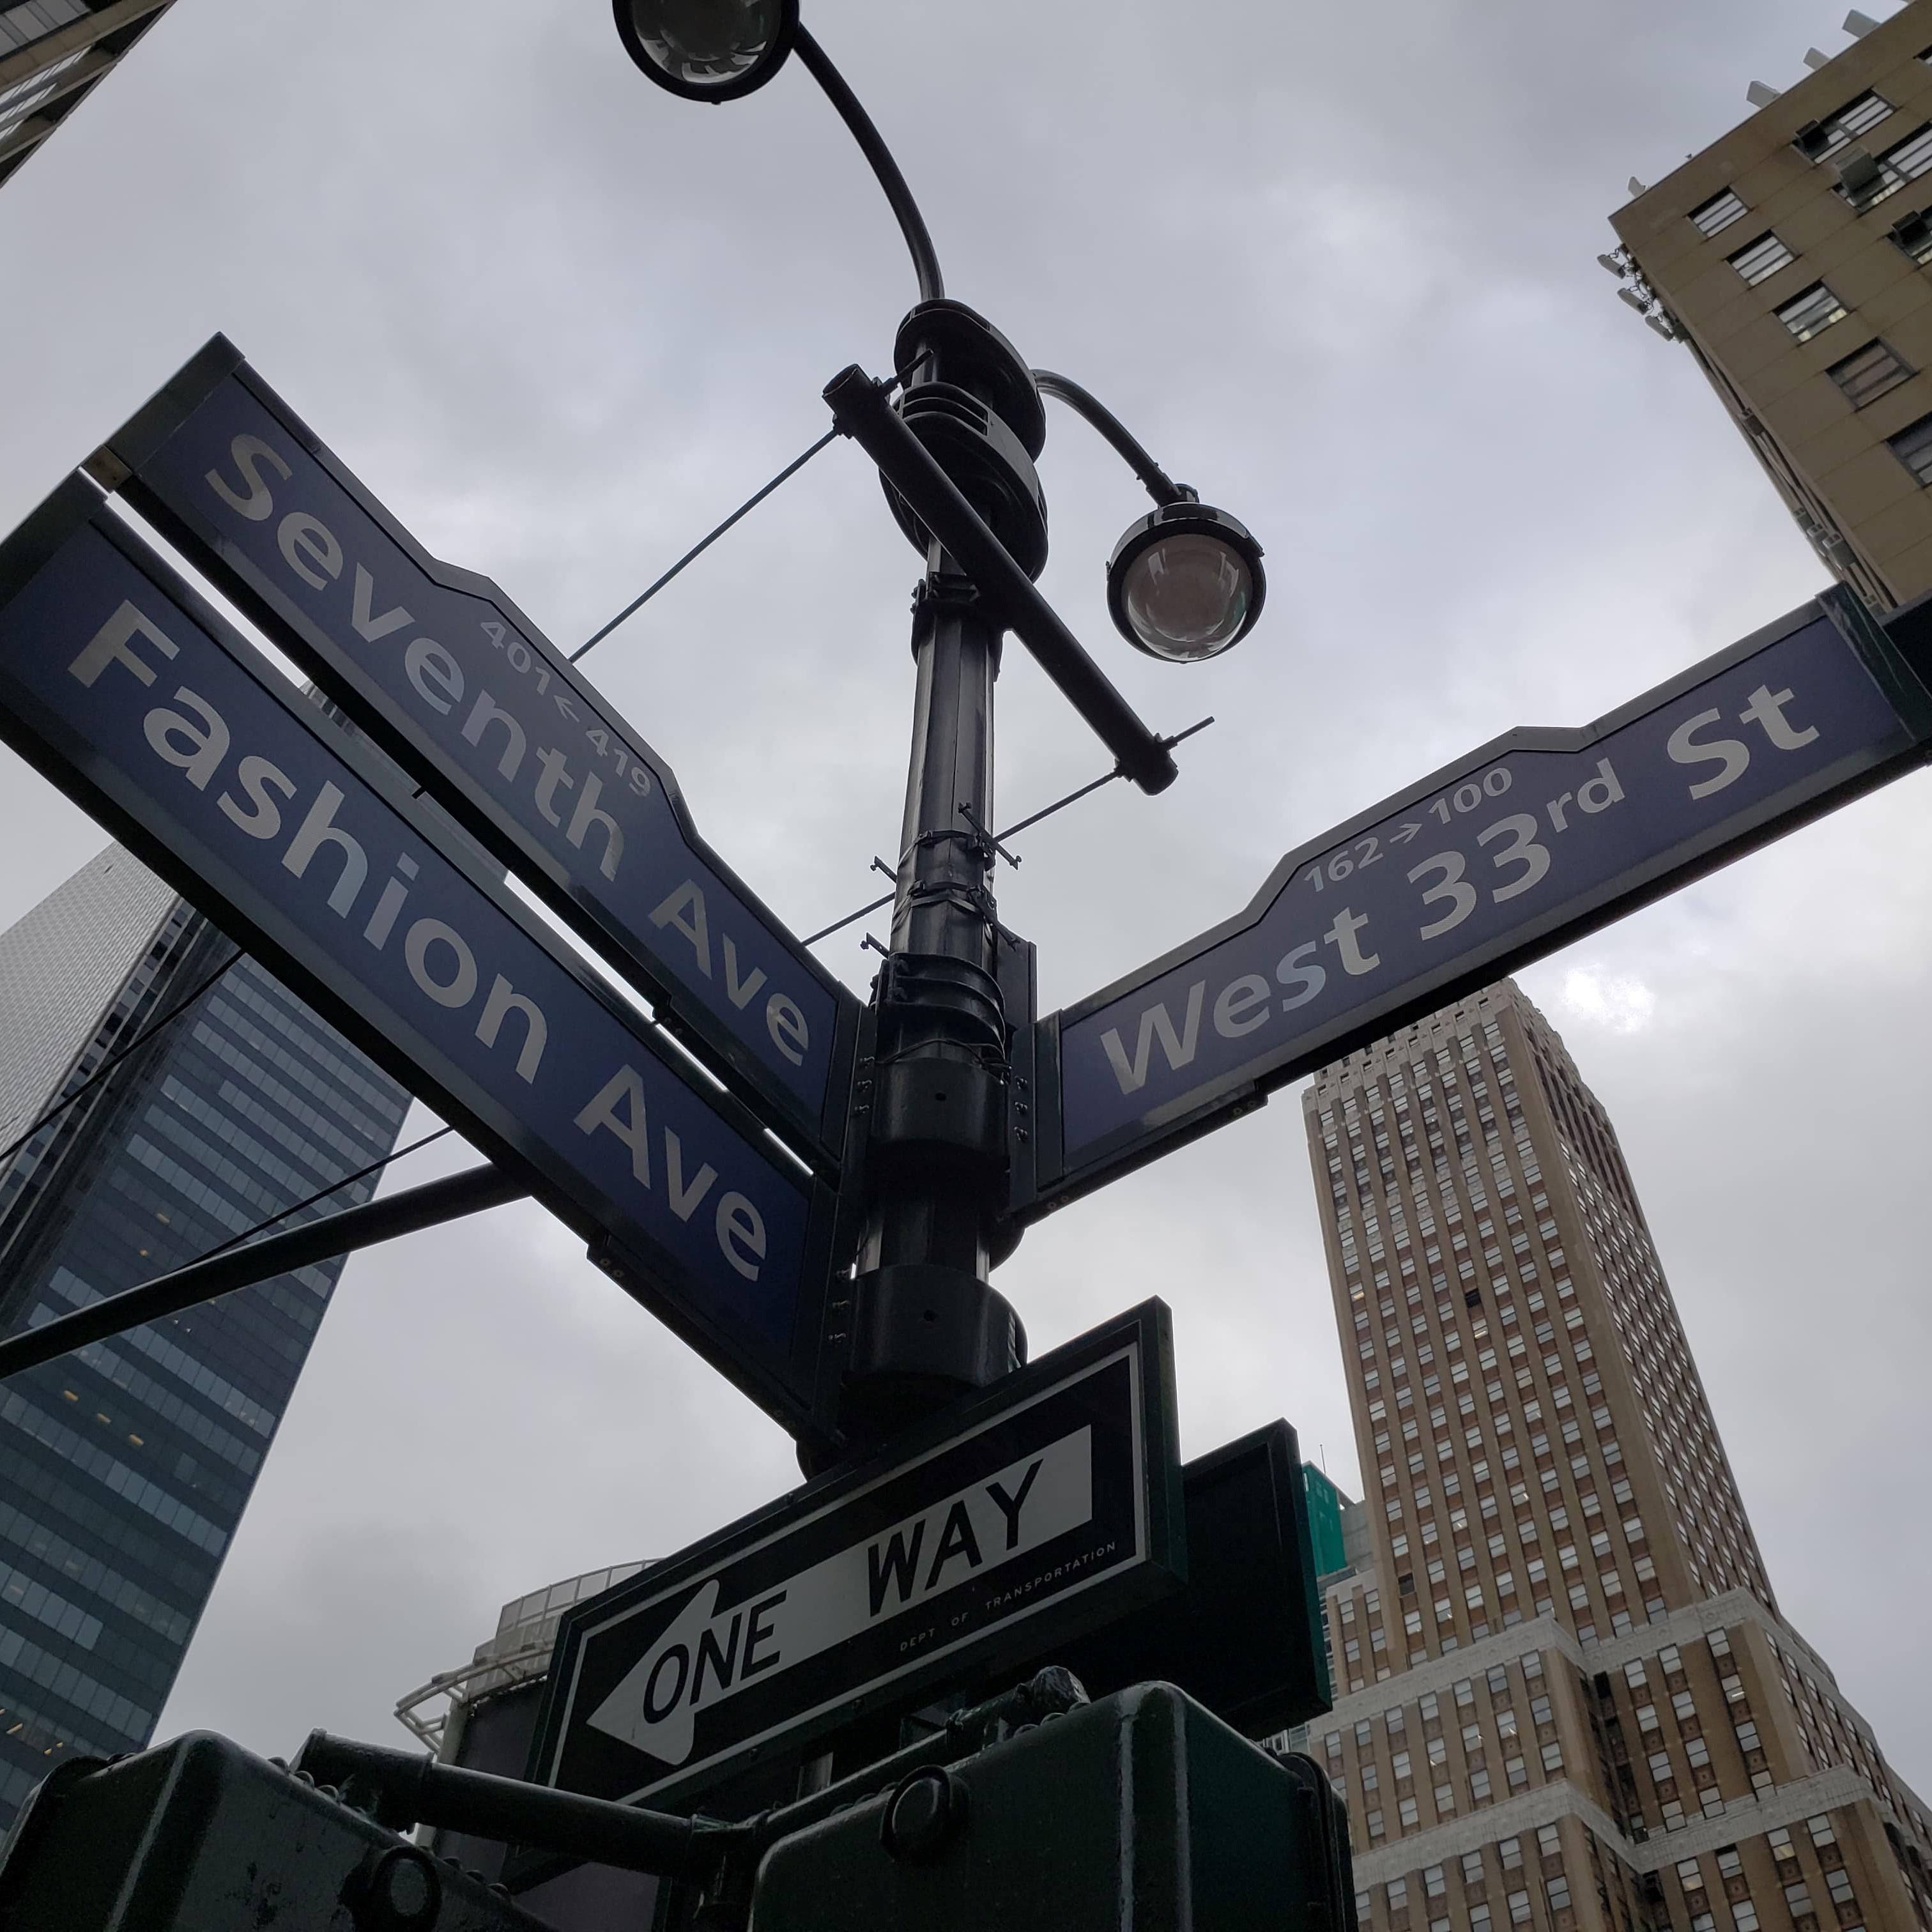 401←419
Seventh Ave
Fashion Ave
162→100
West 33rd St
ONE WAY
DEPT OF TRANSPORTATION